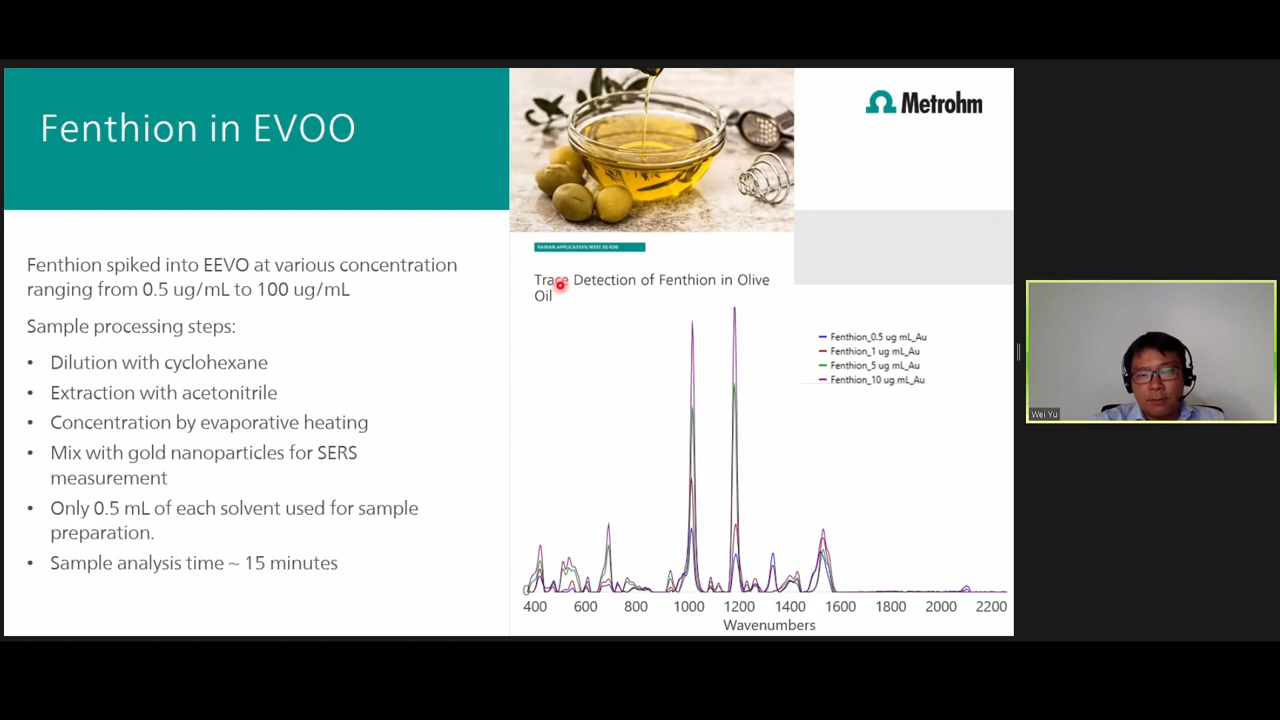 Fenthion in EVOO
Metrohm
Fenthion spiked into EEVO at various concentration
ranging from 0.5 ug/mL to 100 ug/mL
Sample processing steps:
• Dilution with cyclohexane
• Extraction with acetonitrile
• Concentration by evaporative heating
• Mix with gold nanoparticles for SERS
measurement
• Only 0.5 mL of each solvent used for sample
preparation.
• Sample analysis time ~ 15 minutes
Trace Detection of Fenthion in Olive
Oil
Fenthion_0.5 ug mL_Au
Fenthion_1 ug mL_Au
Fenthion_5 ug mL_Au
Fenthion_10 ug mL_Au
0
400 600 800 1000 1200 1400 1600 1800 2000 2200
Wavenumbers
Wei Yu